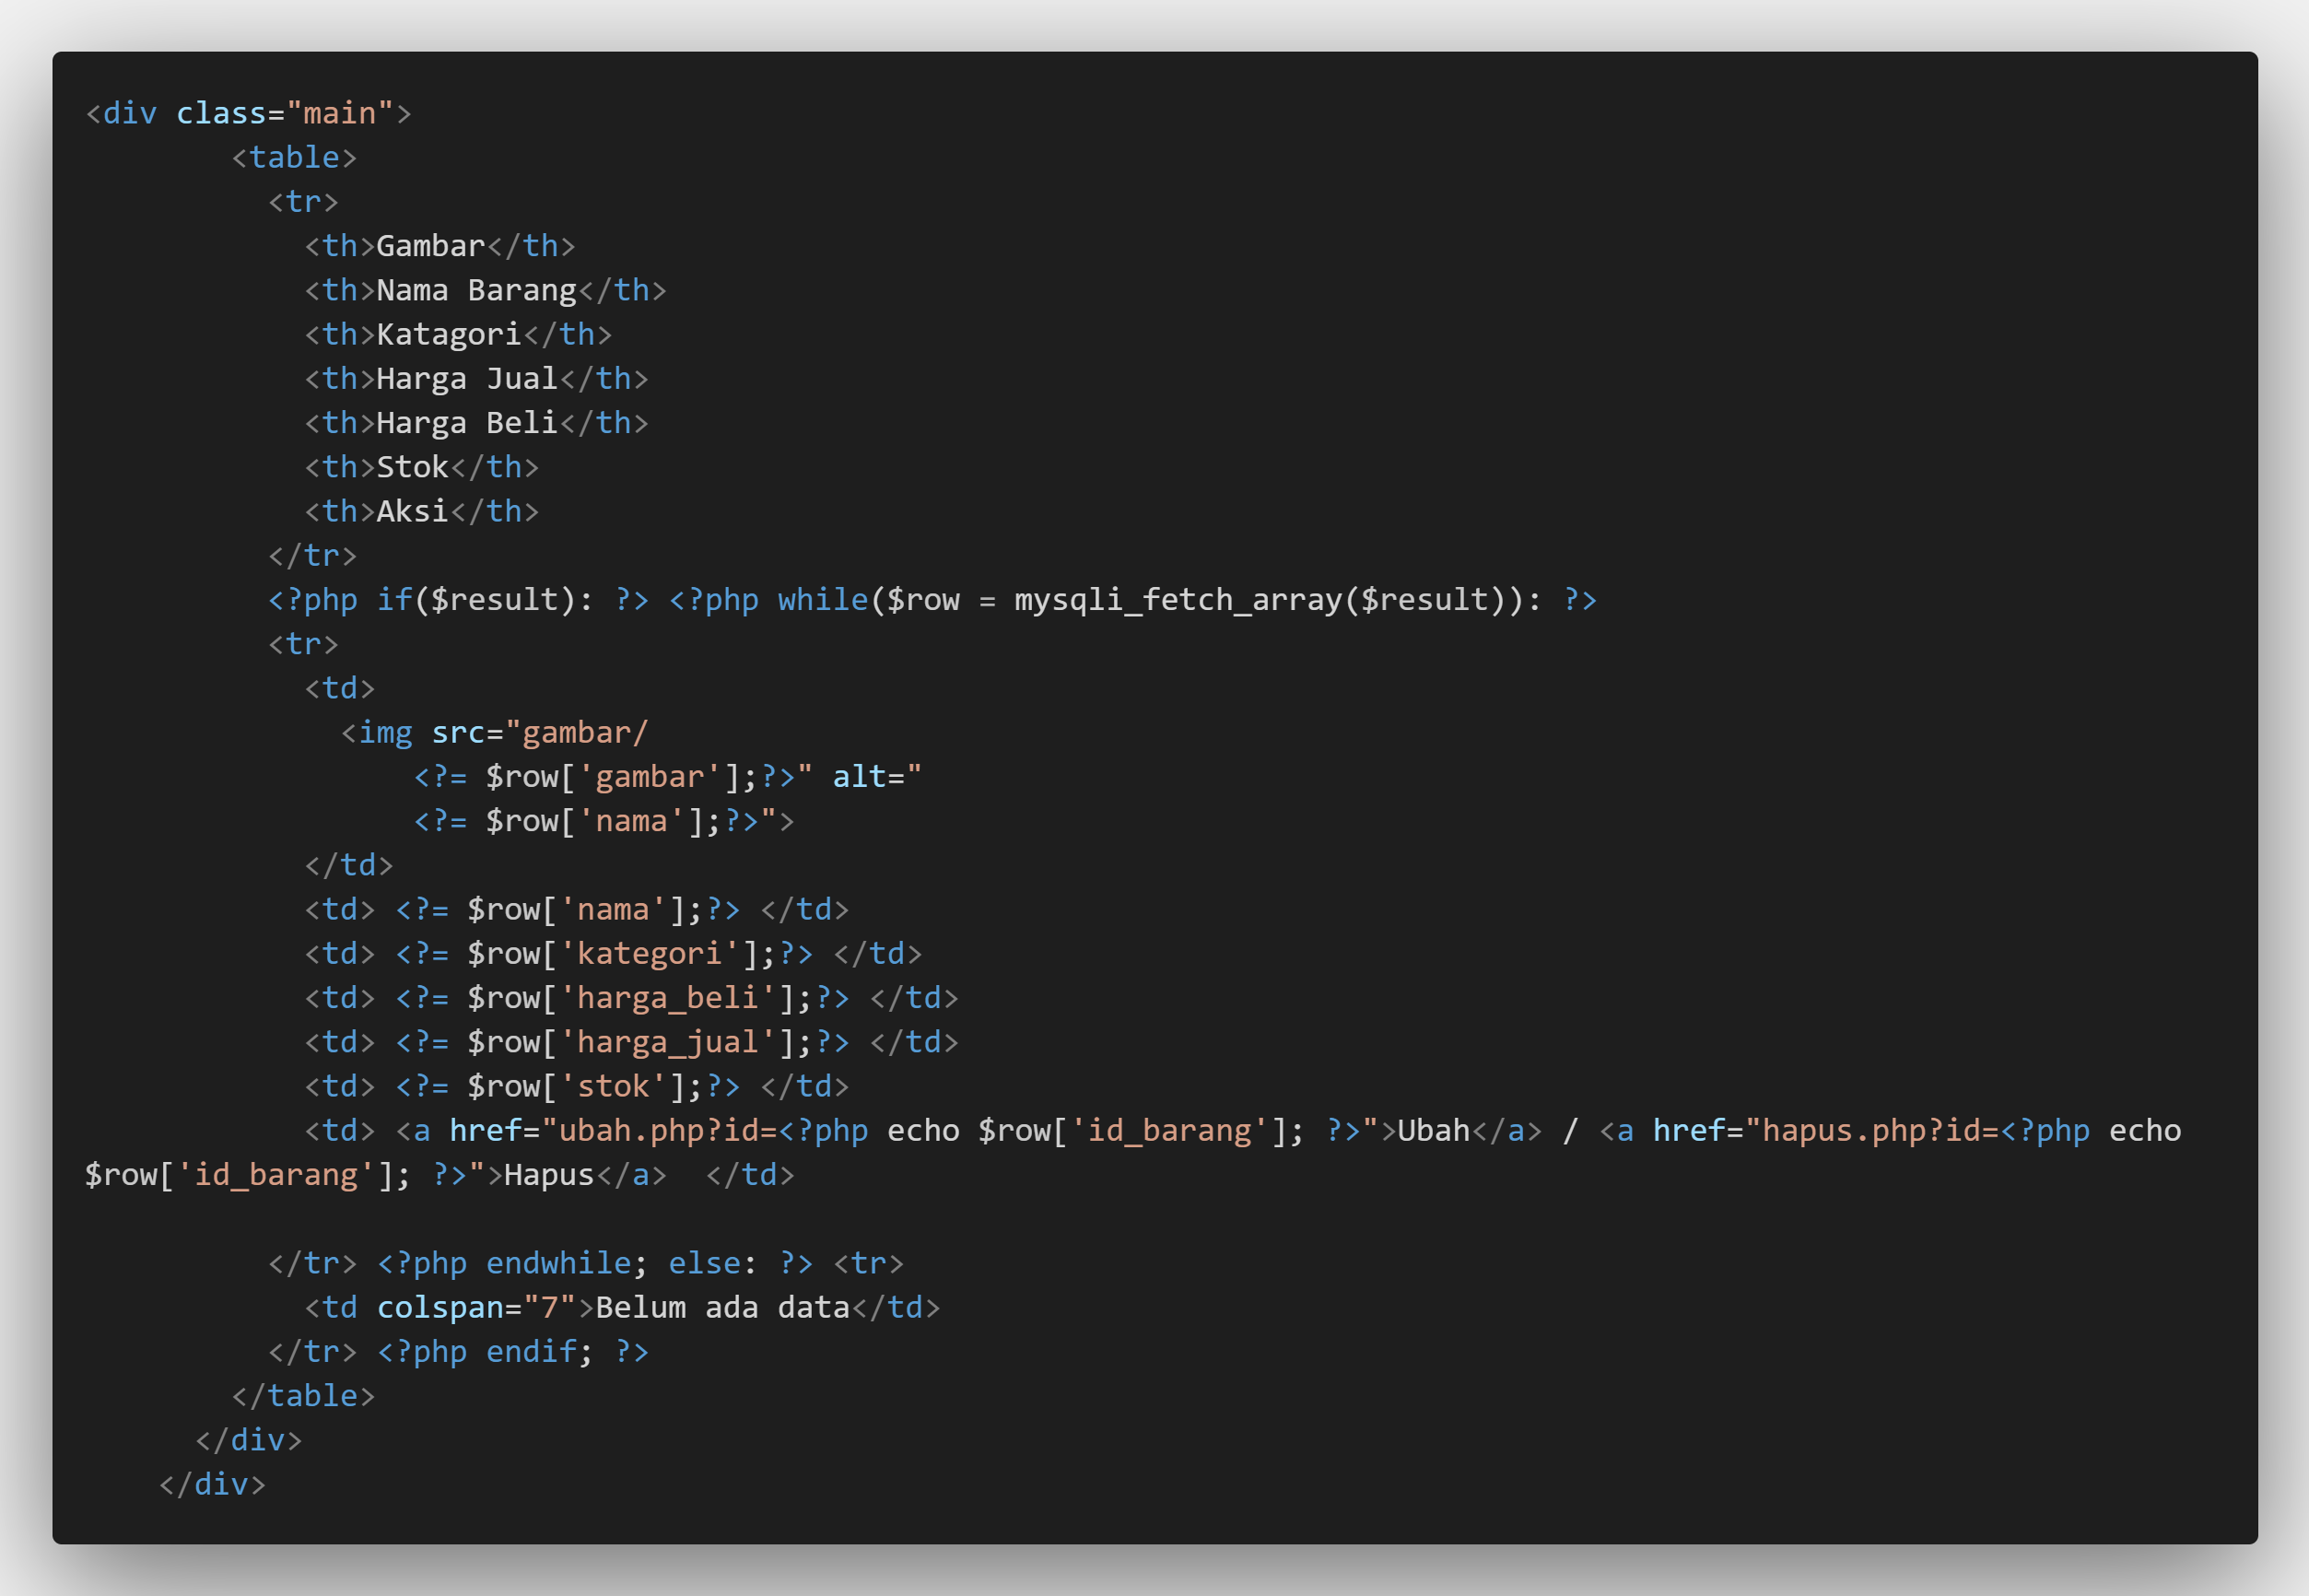 <div class="main">
        <table>
          <tr>
            <th>Gambar</th>
            <th>Nama Barang</th>
            <th>Katagori</th>
            <th>Harga Jual</th>
            <th>Harga Beli</th>
            <th>Stok</th>
            <th>Aksi</th>
          </tr>
          <?php if($result): ?> <?php while($row = mysqli_fetch_array($result)): ?>
          <tr>
            <td>
              <img src="gambar/
                  <?= $row['gambar'];?>" alt="
                  <?= $row['nama'];?>">
            </td>
            <td> <?= $row['nama'];?> </td>
            <td> <?= $row['kategori'];?> </td>
            <td> <?= $row['harga_beli'];?> </td>
            <td> <?= $row['harga_jual'];?> </td>
            <td> <?= $row['stok'];?> </td>
            <td> <a href="ubah.php?id=<?php echo $row['id_barang']; ?>">Ubah</a> / <a href="hapus.php?id=<?php echo
$row['id_barang']; ?>">Hapus</a>  </td>

          </tr> <?php endwhile; else: ?> <tr>
            <td colspan="7">Belum ada data</td>
          </tr> <?php endif; ?>
        </table>
      </div>
    </div>